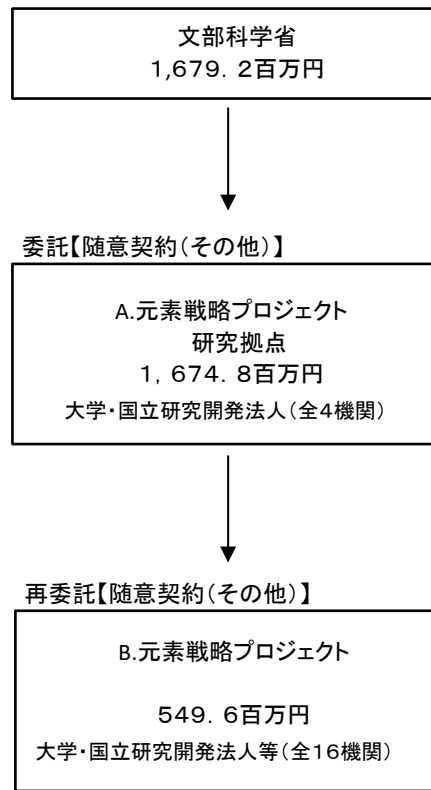 文部科学省
1,679．2百万円
委託【随意契約（その他）】
A.元素戦略プロジェクト
研究拠点
１，６７４．８百万円
大学・国立研究開発法人（全４機関）
再委託【随意契約（その他）】
B.元素戦略プロジェクト
５４９．６百万円
大学・国立研究開発法人等（全１６機関）